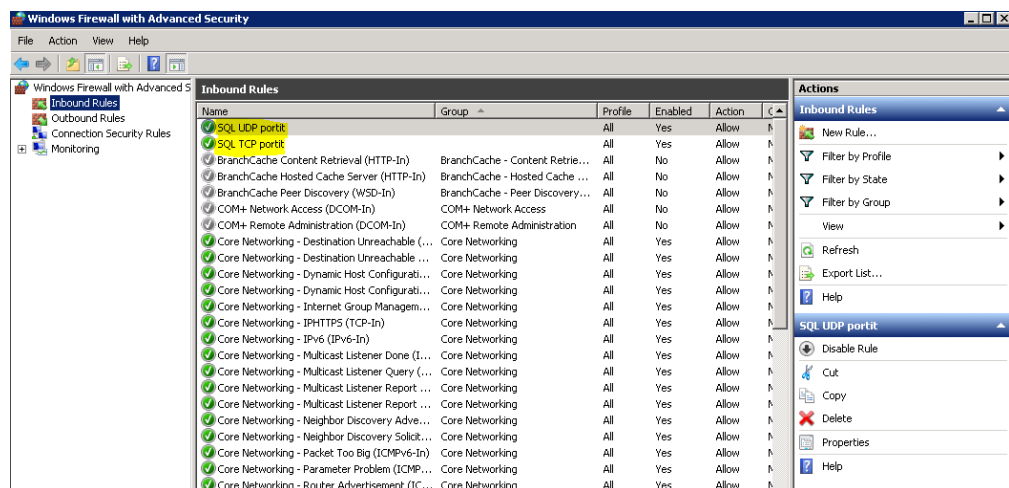 Windows Firewall with Advanced Security
File Action View Help
Windows Firewall with Advanced S
Inbound Rules
Outbound Rules
Connection Security Rules
Monitoring
Inbound Rules
Name Group Profile Enabled Action
SQL UDP portit All Yes Allow
SQL TCP portit All Yes Allow
BranchCache Content Retrieval (HTTP-In) BranchCache - Content Retrie... All No Allow
BranchCache Hosted Cache Server (HTTP-In) BranchCache - Hosted Cache ... All No Allow
BranchCache Peer Discovery (WSD-In) BranchCache - Peer Discovery... All No Allow
COM+ Network Access (DCOM-In) COM+ Network Access All No Allow
COM+ Remote Administration (DCOM-In) COM+ Remote Administration All No Allow
Core Networking - Destination Unreachable (... Core Networking All Yes Allow
Core Networking - Destination Unreachable ... Core Networking All Yes Allow
Core Networking - Dynamic Host Configurati... Core Networking All Yes Allow
Core Networking - Dynamic Host Configurati... Core Networking All Yes Allow
Core Networking - Internet Group Managem... Core Networking All Yes Allow
Core Networking - IPHTTPS (TCP-In) Core Networking All Yes Allow
Core Networking - IPv6 (IPv6-In) Core Networking All Yes Allow
Core Networking - Multicast Listener Done (I... Core Networking All Yes Allow
Core Networking - Multicast Listener Query (... Core Networking All Yes Allow
Core Networking - Multicast Listener Report ... Core Networking All Yes Allow
Core Networking - Multicast Listener Report ... Core Networking All Yes Allow
Core Networking - Neighbor Discovery Adve... Core Networking All Yes Allow
Core Networking - Neighbor Discovery Solicit... Core Networking All Yes Allow
Core Networking - Packet Too Big (ICMPv6-In) Core Networking All Yes Allow
Core Networking - Parameter Problem (ICMP... Core Networking All Yes Allow
Core Networking - Router Advertisement (IC... Core Networking All Yes Allow
Actions
Inbound Rules
New Rule...
Filter by Profile
Filter by State
Filter by Group
View
Refresh
Export List...
Help
SQL UDP portit
Disable Rule
Cut
Copy
Delete
Properties
Help